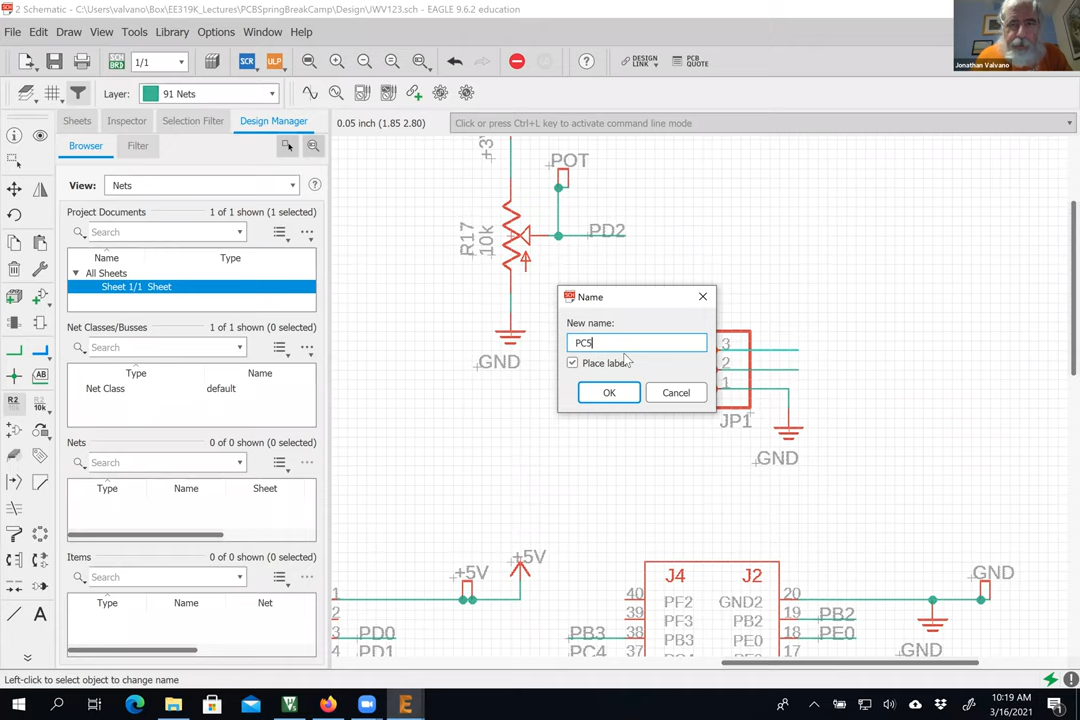 2 Schematic - C:\Users\valvano\Box\EE319K_Lectures\PCBSpringBreakCamp\Design\JWV123.sch - EAGLE 9.6.2 education
Jonathan Valvano
File Edit Draw View Tools Library Options Window Help
SCH BRD 1/1 SCR ULP DESIGN LINK PCB QUOTE
Layer: 91 Nets
Sheets Inspector Selection Filter Design Manager
0.05 inch (1.85 2.80) Click or press Ctrl+L key to activate command line mode
Browser Filter
View: Nets
Project Documents 1 of 1 shown (1 selected)
Search
Name Type
All Sheets
Sheet 1/1 Sheet
Net Classes/Busses 1 of 1 shown (0 selected)
Search
Type Name
Net Class default
Nets 0 of 0 shown (0 selected)
Search
Type Name Sheet
Items 0 of 0 shown (0 selected)
Search
Type Name Net
R2
10k
R2
10k
POT
R17
10k
PD2
GND
Name
New name:
PC5
Place label
OK Cancel
3
2
1
JP1
GND
+5V +5V
1
2
3 PD0
PD1
J4 J2
40 PF2 GND2 20
39 PF3 PB2 19 PB2
PB3 38 PB3 PE0 18 PE0
PC4 37 17
GND
GND
Left-click to select object to change name
10:19 AM
3/16/2021